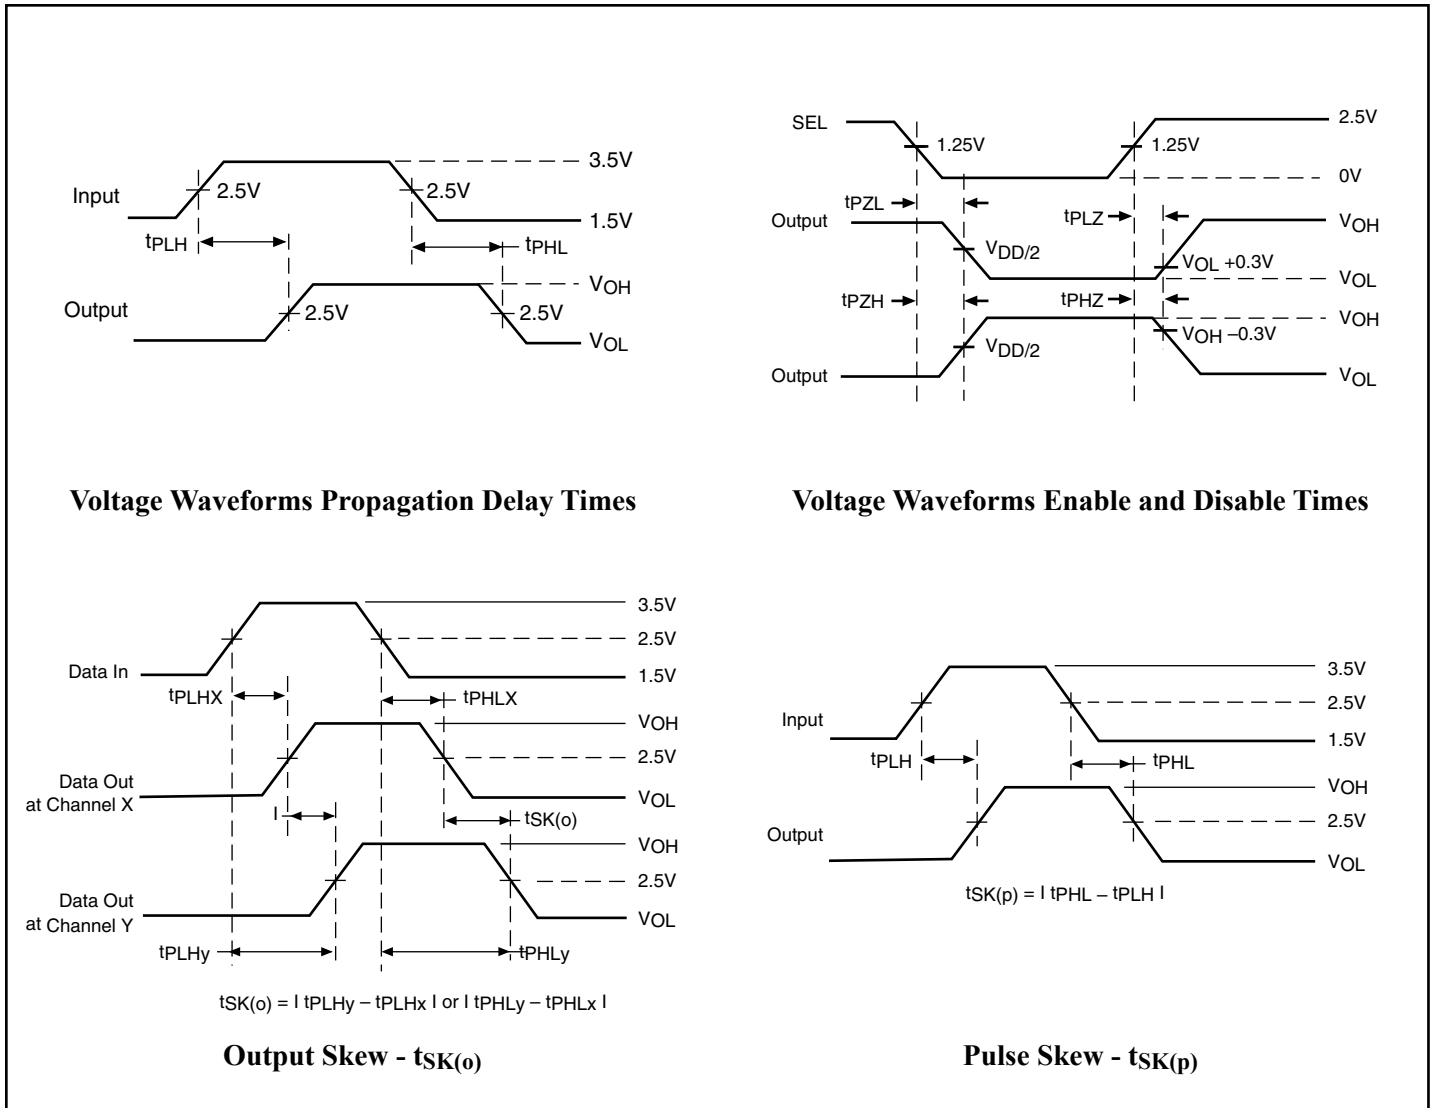 3.5V
2.5V
2.5V
Input
1.5V
tPLH
tPHL
VOH
Output
2.5V
2.5V
VOL
Voltage Waveforms Propagation Delay Times
SEL
2.5V
1.25V
1.25V
0V
tPZL
tPLZ
Output
VOH
VDD/2
VOL +0.3V
VOL
tPZH
tPHZ
VOH
VDD/2
VOH –0.3V
Output
VOL
Voltage Waveforms Enable and Disable Times
3.5V
2.5V
Data In
1.5V
tPLHX
tPHLX
VOH
2.5V
Data Out
at Channel X
VOL
I
tSK(o)
VOH
2.5V
Data Out
at Channel Y
VOL
tPLHy
tPHLy
tSK(o) = I tPLHy – tPLHx I or I tPHLy – tPHLx I
Output Skew - tSK(o)
3.5V
2.5V
Input
1.5V
tPLH
tPHL
VOH
2.5V
Output
VOL
tSK(p) = I tPHL – tPLH I
Pulse Skew - tSK(p)